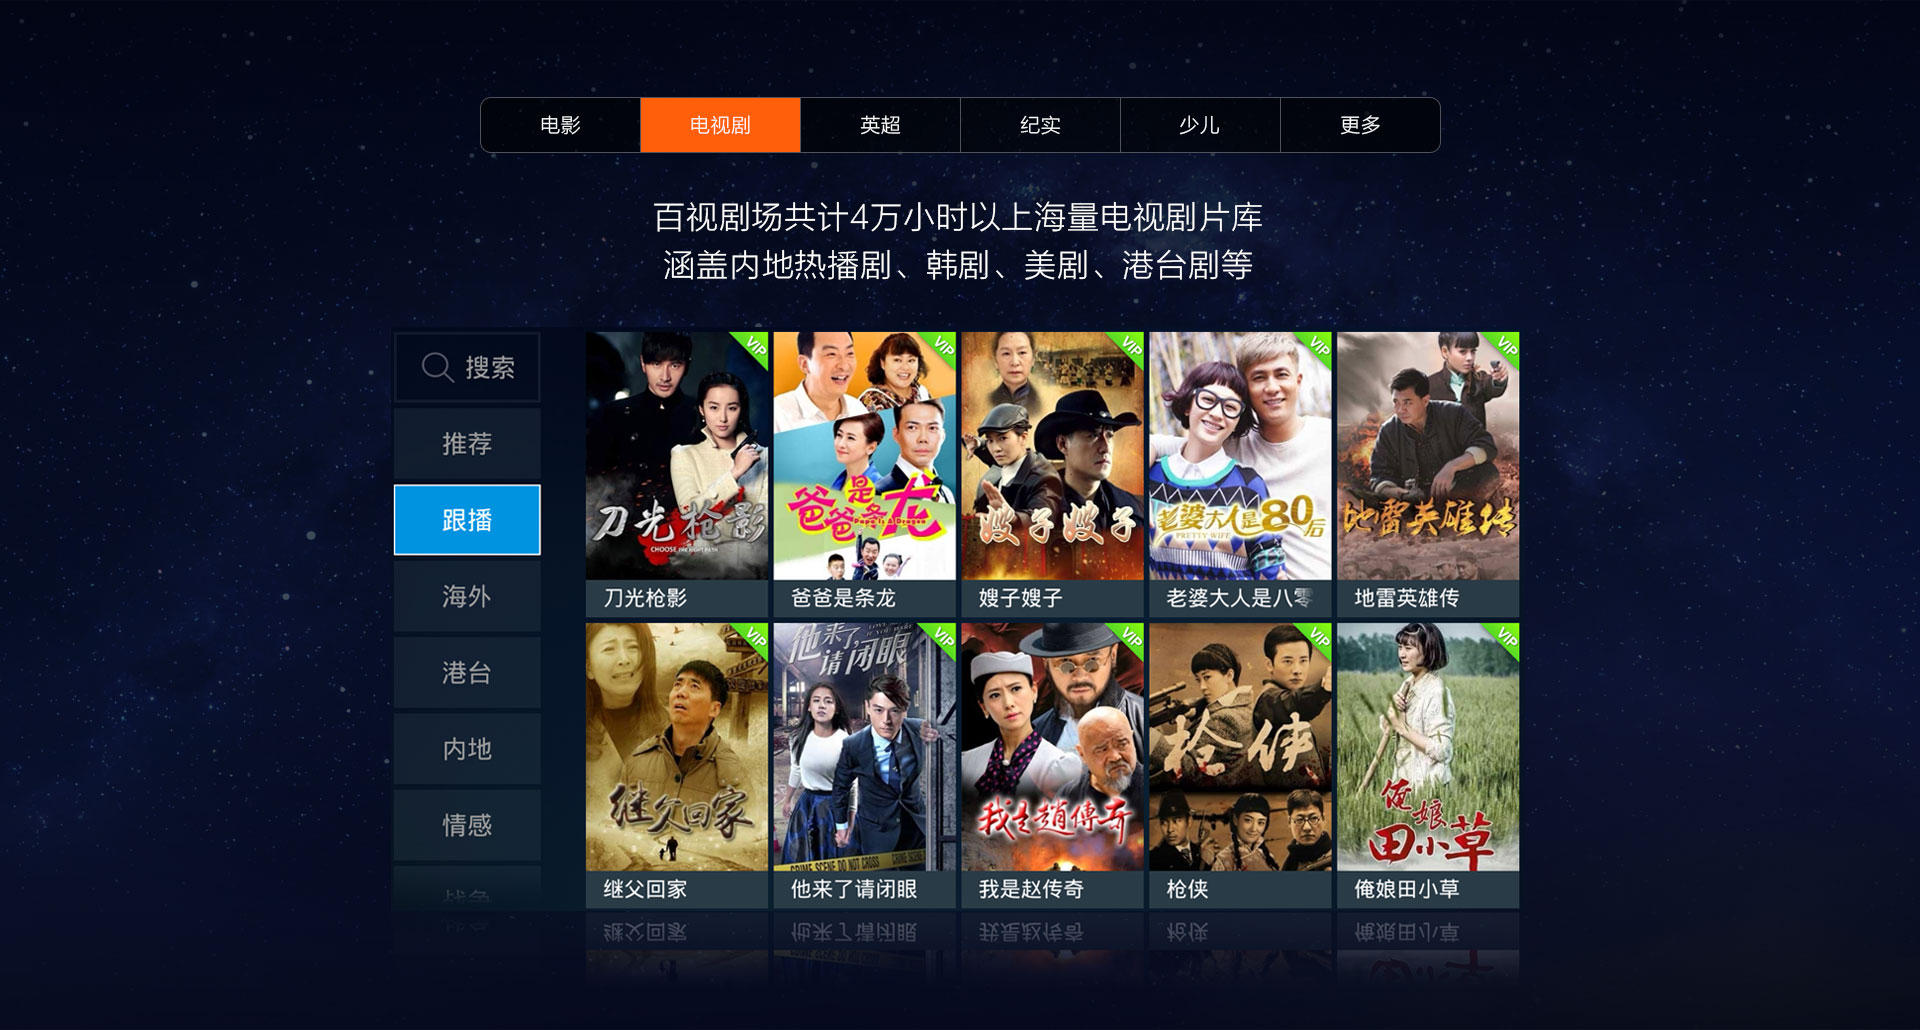 电影
电视剧
英超
纪实
少儿
更多
百视剧场共计4万小时以上海量电视剧片库
涵盖内地热播剧、韩剧、美剧、港台剧等
搜索
推荐
跟播
海外
港台
内地
情感
战争
VIP
刀光枪影
CHOOSE THE RIGHT PATH
刀光枪影
VIP
爸爸是条龙
Papa Is A Dragon
爸爸是条龙
VIP
嫂子嫂子
嫂子嫂子
VIP
老婆大人是80后
PRETTY WIFE
老婆大人是八零
VIP
地雷英雄传
地雷英雄传
VIP
继父回家
继父回家
VIP
他来了
请闭眼
CRIME SCENE DO NOT CROSS
CRIME SCENE
他来了请闭眼
VIP
我是趙傳奇
我是赵传奇
VIP
枪侠
枪侠
VIP
俺娘
田小草
俺娘田小草